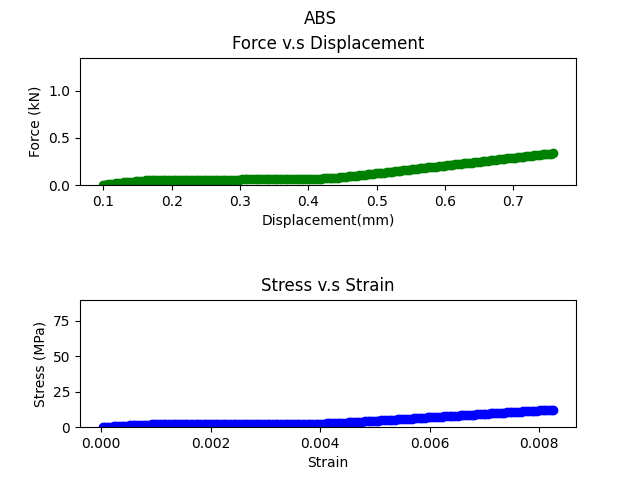 ABS
Force v.s Displacement
1.0
0.5
0.0
Force (kN)
0.1 0.2 0.3 0.4 0.5 0.6 0.7
Displacement(mm)
Stress v.s Strain
75
50
25
0
Stress (MPa)
0.000 0.002 0.004 0.006 0.008
Strain